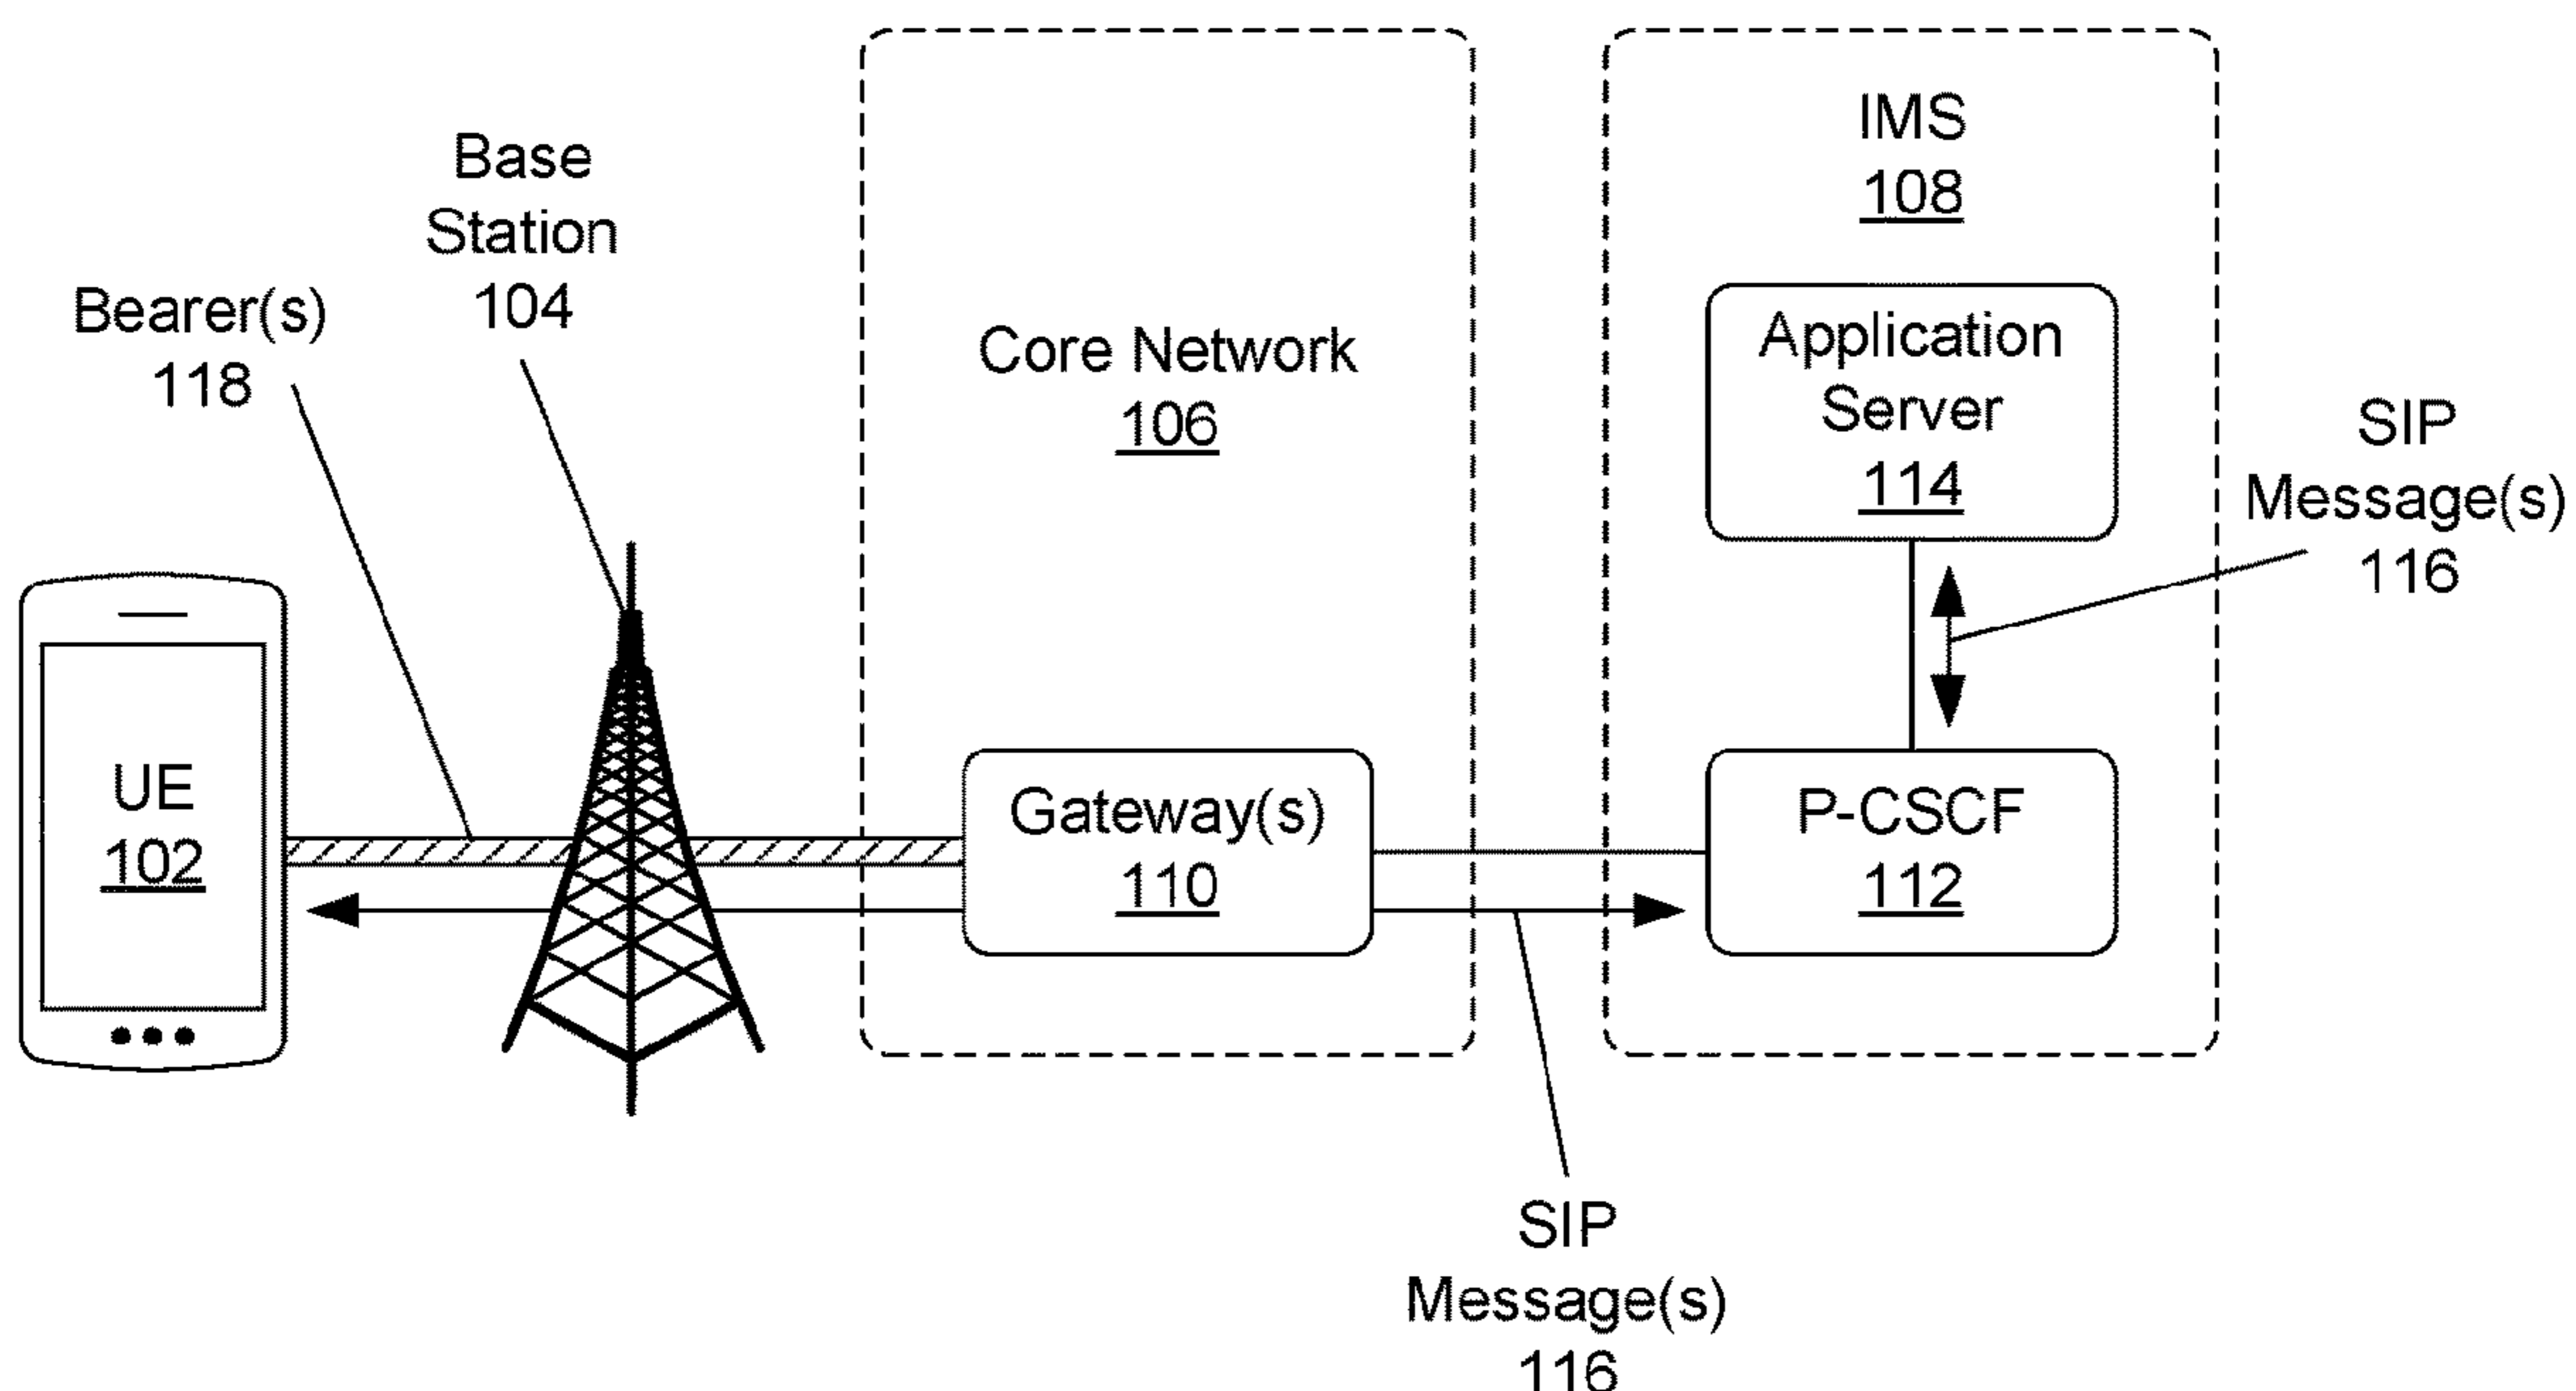 Base
Station
104
Bearer(s)
118
UE
102
Core Network
106
Gateway(s)
110
IMS
108
Application
Server
114
P-CSCF
112
SIP
Message(s)
116
SIP
Message(s)
116